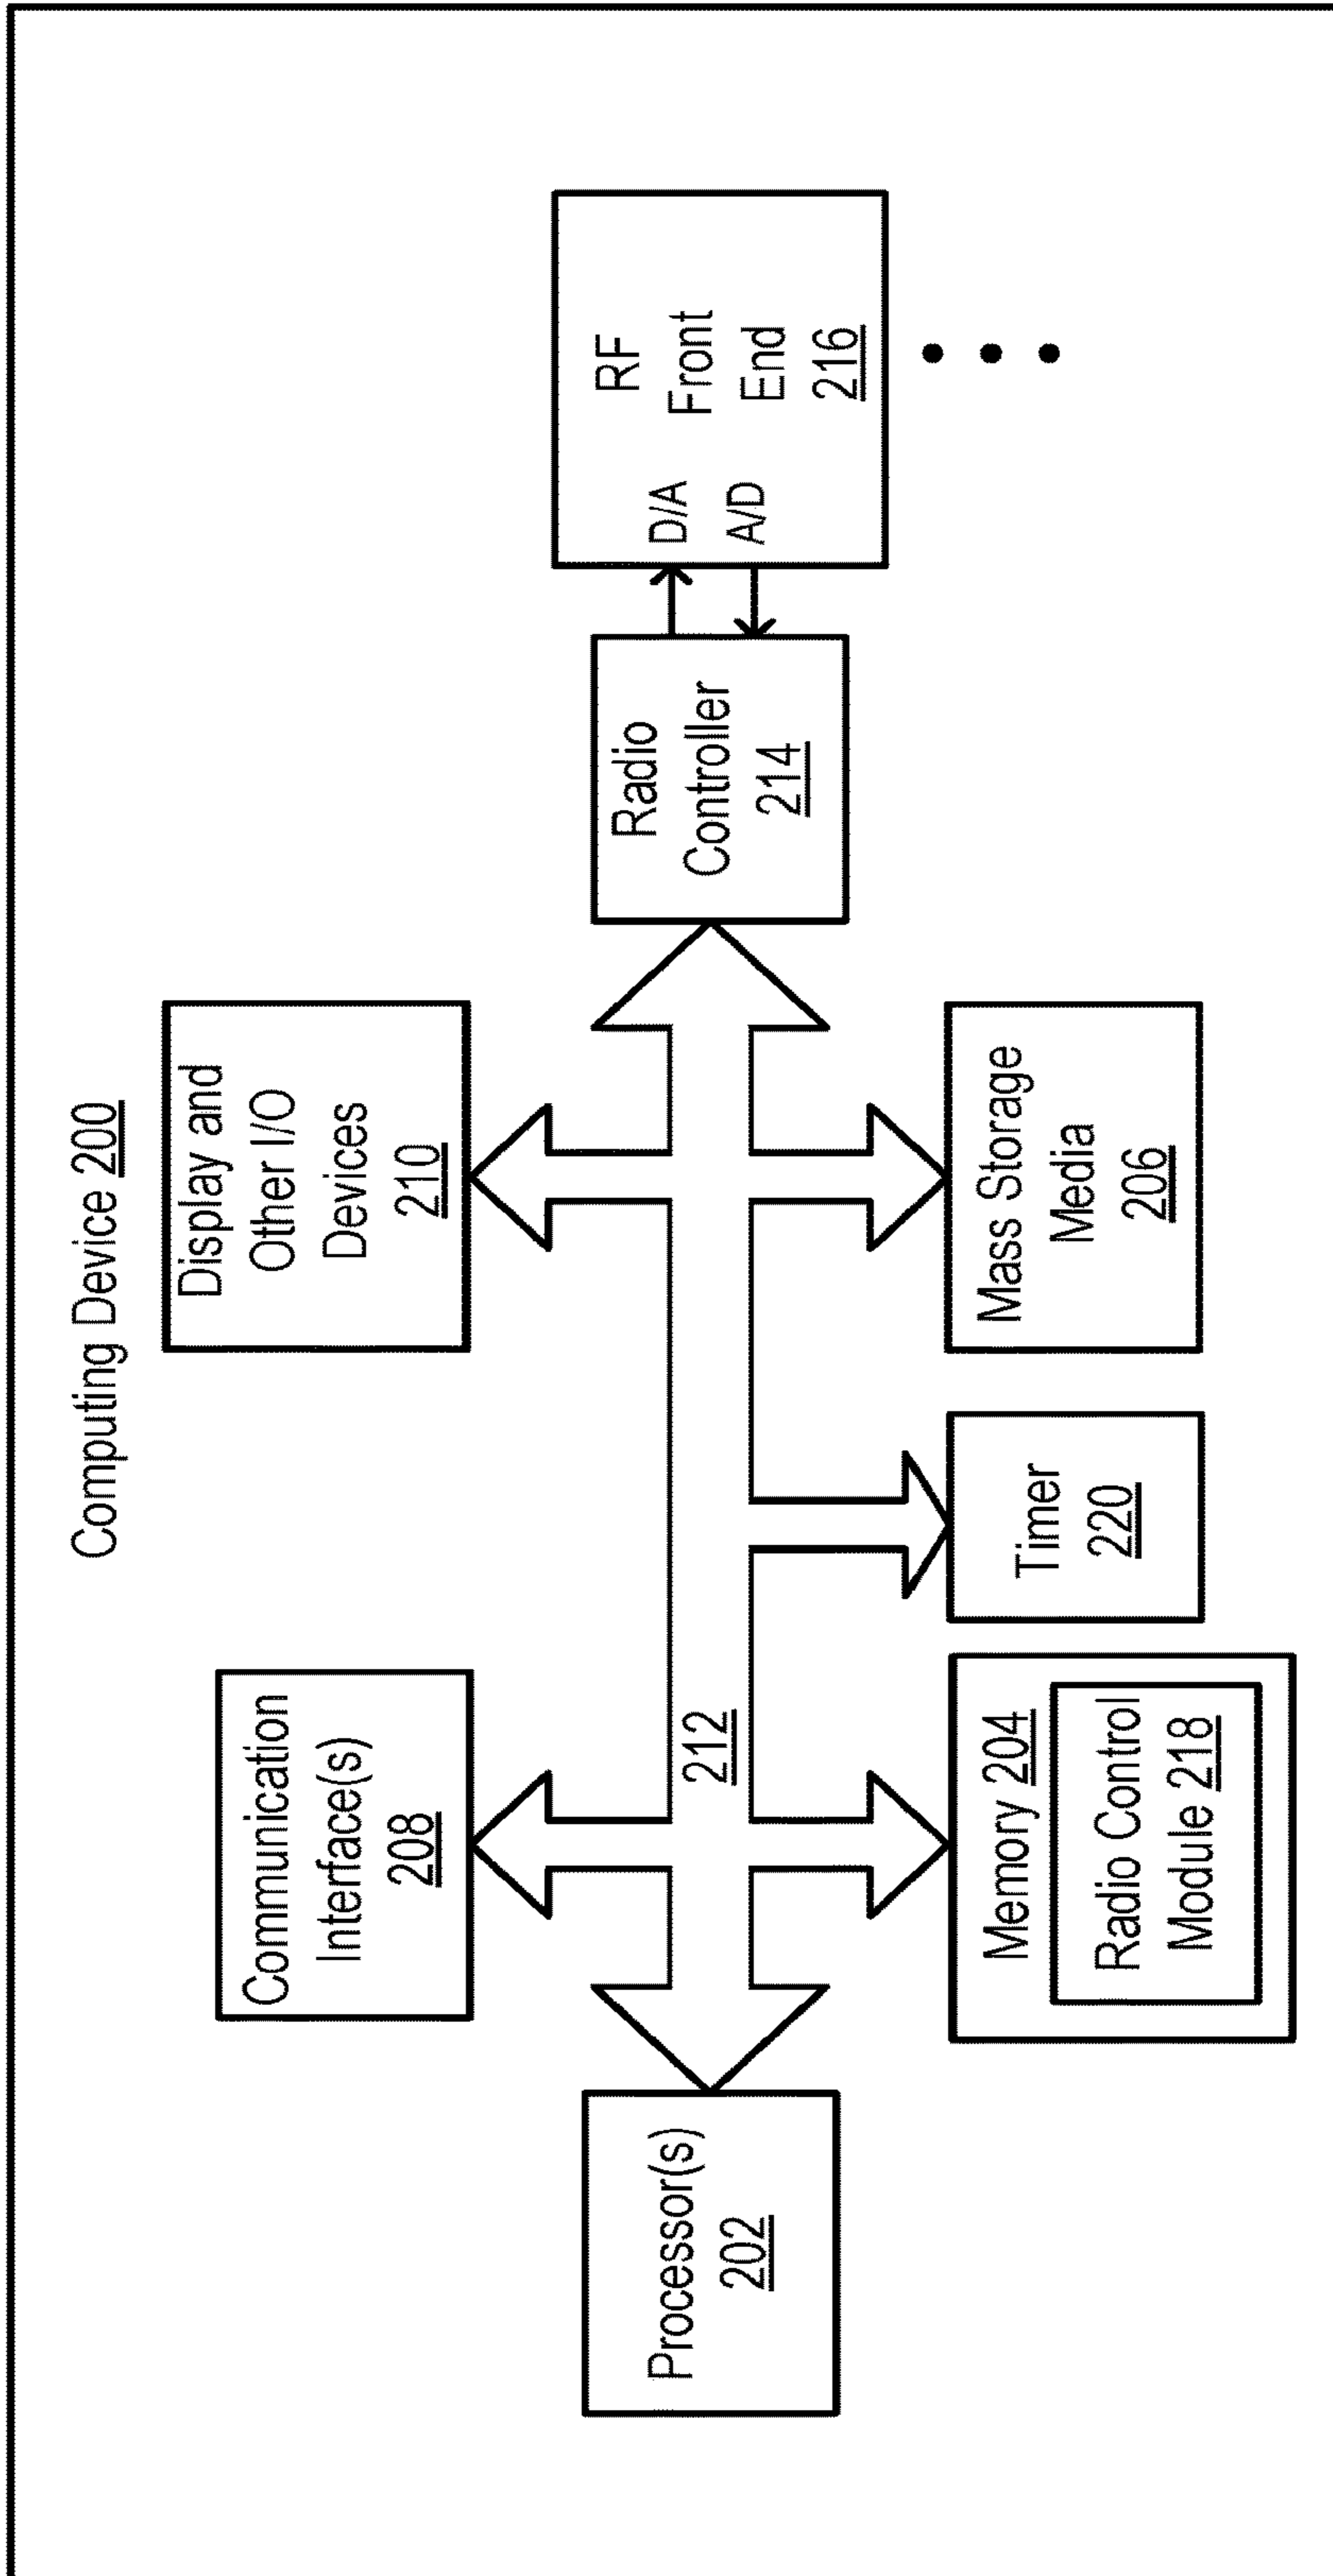 Computing Device 200
Communication
Interface(s)
208
Display and
Other I/O
Devices
210
Processor(s)
202
212
Radio
Controller
214
D/A
A/D
RF
Front
End
216
Memory 204
Radio Control
Module 218
Timer
220
Mass Storage
Media
206